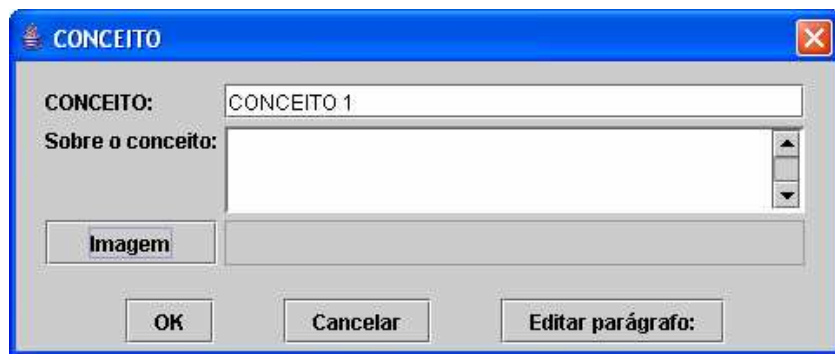 CONCEITO
CONCEITO: CONCEITO 1
Sobre o conceito:
Imagem
OK Cancelar Editar parágrafo: